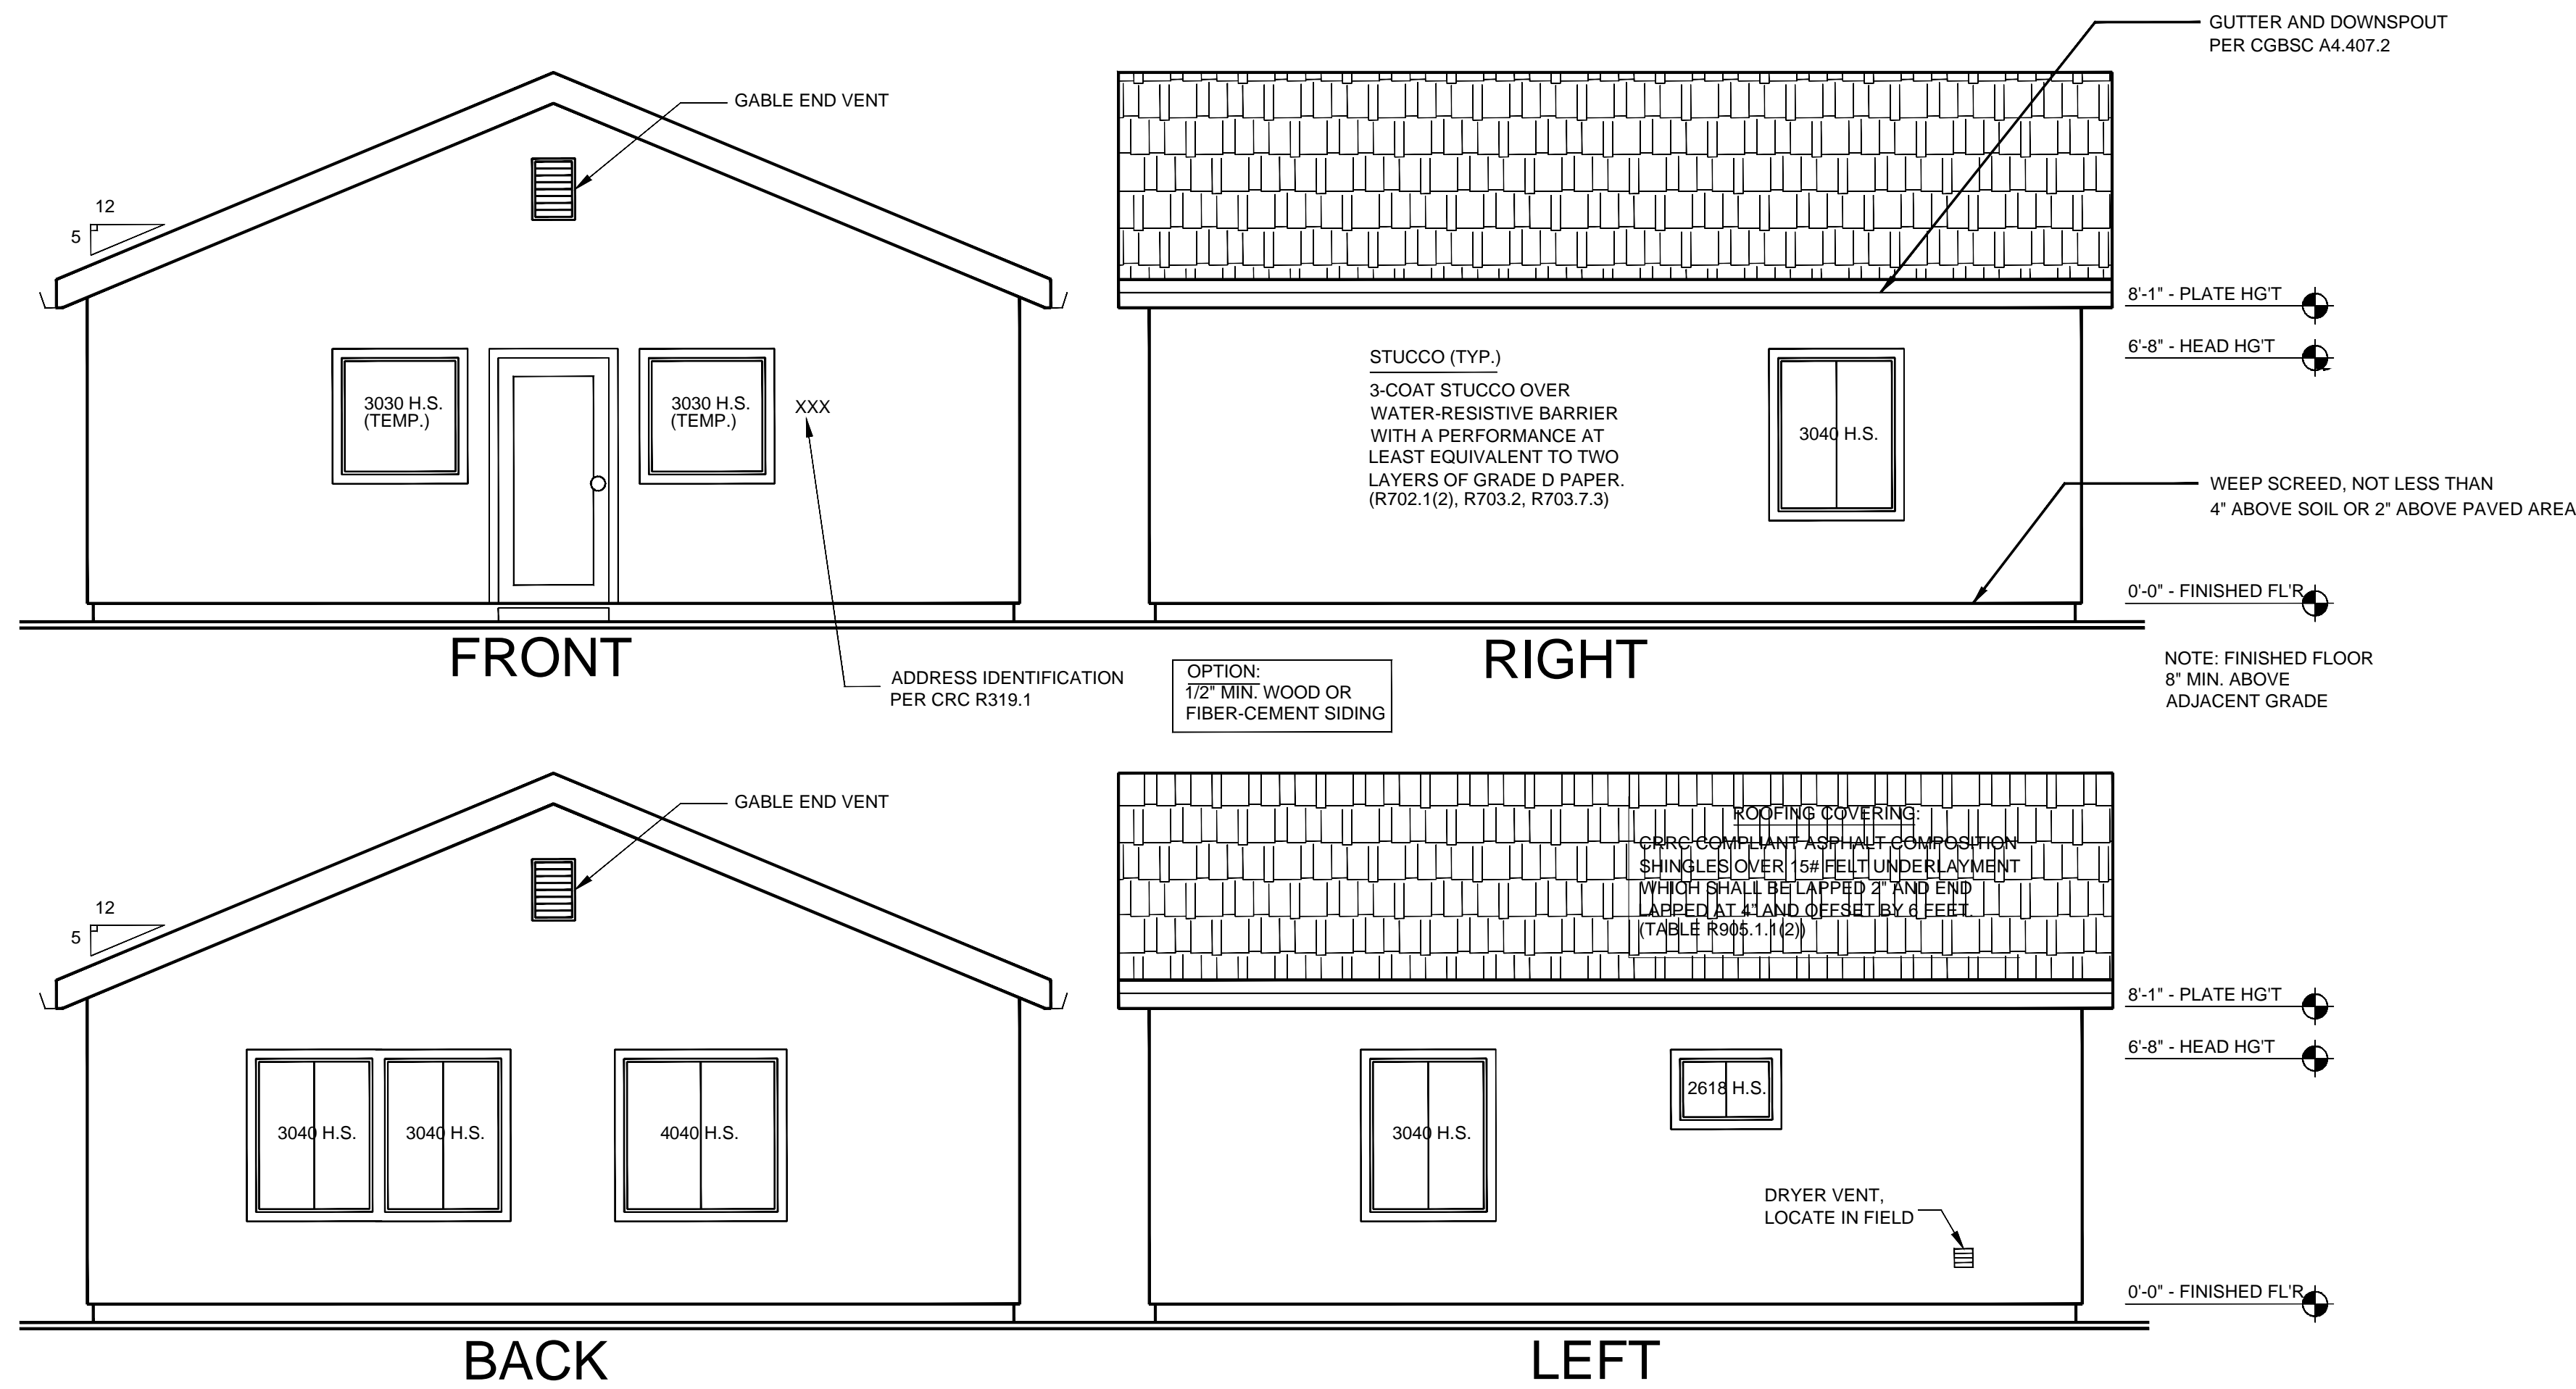 GUTTER AND DOWNSPOUT
PER CGBSC A4.407.2
GABLE END VENT
12
5
8'-1" - PLATE HG'T
6'-8" - HEAD HG'T
STUCCO (TYP.)
3-COAT STUCCO OVER
WATER-RESISTIVE BARRIER
WITH A PERFORMANCE AT
LEAST EQUIVALENT TO TWO
LAYERS OF GRADE D PAPER.
(R702.1(2), R703.2, R703.7.3)
3030 H.S.
(TEMP.)
3030 H.S.
(TEMP.)
XXX
3040 H.S.
WEEP SCREED, NOT LESS THAN
4" ABOVE SOIL OR 2" ABOVE PAVED AREA
0'-0" - FINISHED FL'R
FRONT
RIGHT
ADDRESS IDENTIFICATION
PER CRC R319.1
OPTION:
1/2" MIN. WOOD OR
FIBER-CEMENT SIDING
NOTE: FINISHED FLOOR
8" MIN. ABOVE
ADJACENT GRADE
GABLE END VENT
12
5
ROOFING COVERING:
CRRC COMPLIANT ASPHALT COMPOSITION
SHINGLES OVER 15# FELT UNDERLAYMENT
WHICH SHALL BE LAPPED 2" AND END
LAPPED AT 4" AND OFFSET BY 6 FEET.
(TABLE R905.1.1(2))
8'-1" - PLATE HG'T
6'-8" - HEAD HG'T
3040 H.S.
3040 H.S.
4040 H.S.
3040 H.S.
2618 H.S.
DRYER VENT,
LOCATE IN FIELD
0'-0" - FINISHED FL'R
BACK
LEFT